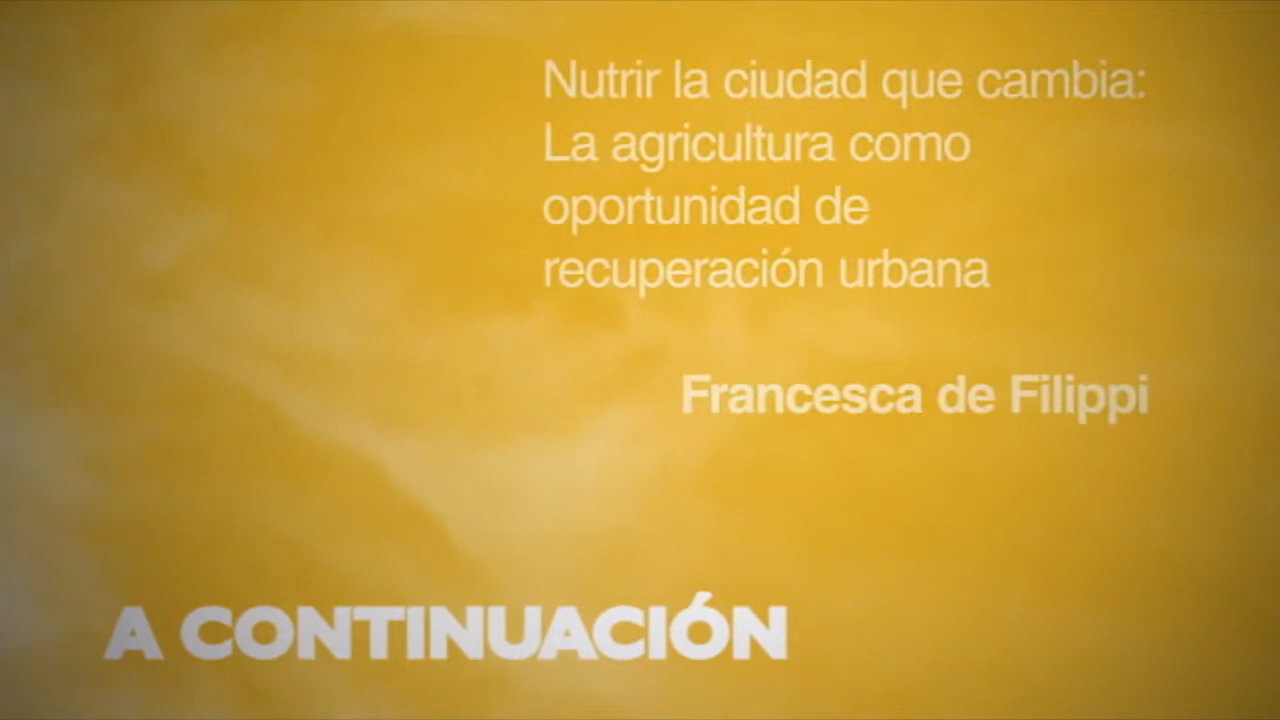 Nutrir la ciudad que cambia:
La agricultura como
oportunidad de
recuperación urbana
Francesca de Filippi
A CONTINUACIÓN